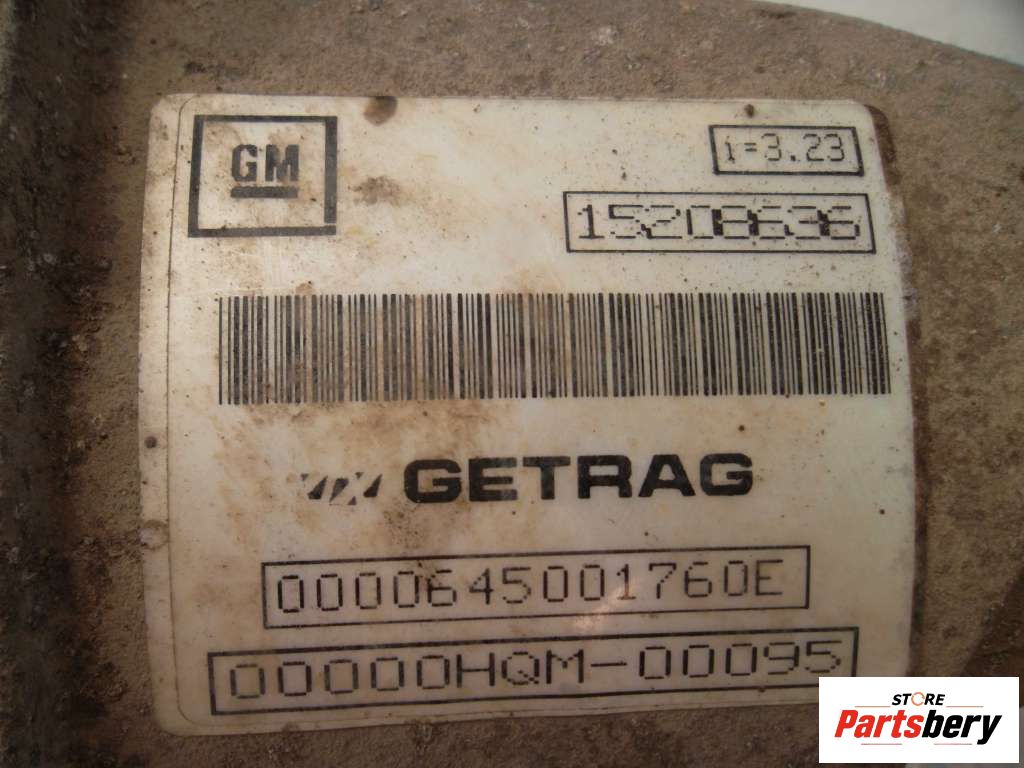 GM
i=3.23
15208636
GETRAG
0000645001760E
00000HQM-00095
STORE
Partsbery